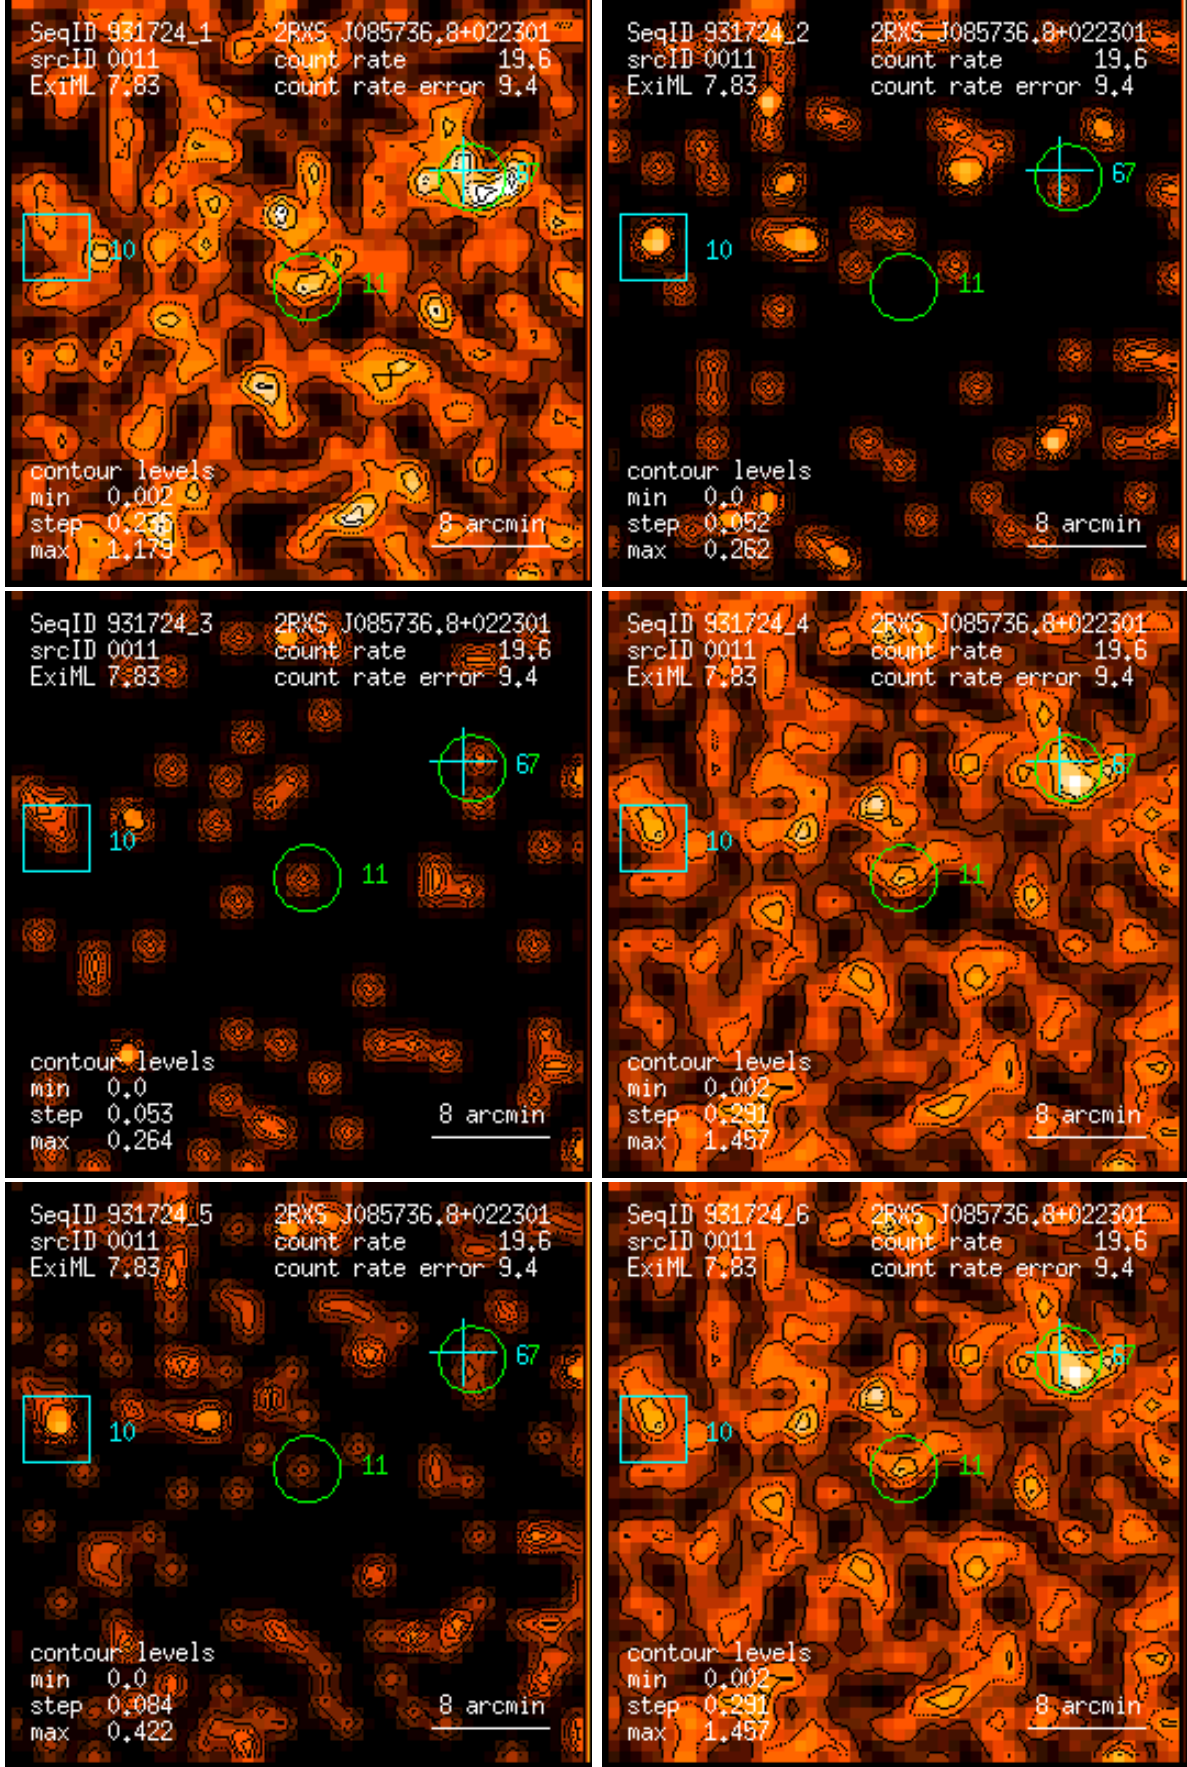 SeqID 931724_1 2RXS J085736.8+022301
srcID 0011 count rate 19.6
ExiML 7.83 count rate error 9.4
67
10
11
contour levels
min 0.002
step 0.235
max 1.179
8 arcmin
SeqID 931724_2 2RXS J085736.8+022301
srcID 0011 count rate 19.6
ExiML 7.83 count rate error 9.4
67
10
11
contour levels
min 0.0
step 0.052
max 0.262
8 arcmin
SeqID 931724_3 2RXS J085736.8+022301
srcID 0011 count rate 19.6
ExiML 7.83 count rate error 9.4
67
10
11
contour levels
min 0.0
step 0.053
max 0.264
8 arcmin
SeqID 931724_4 2RXS J085736.8+022301
srcID 0011 count rate 19.6
ExiML 7.83 count rate error 9.4
67
10
11
contour levels
min 0.002
step 0.291
max 1.457
8 arcmin
SeqID 931724_5 2RXS J085736.8+022301
srcID 0011 count rate 19.6
ExiML 7.83 count rate error 9.4
67
10
11
contour levels
min 0.0
step 0.084
max 0.422
8 arcmin
SeqID 931724_6 2RXS J085736.8+022301
srcID 0011 count rate 19.6
ExiML 7.83 count rate error 9.4
67
10
11
contour levels
min 0.002
step 0.291
max 1.457
8 arcmin